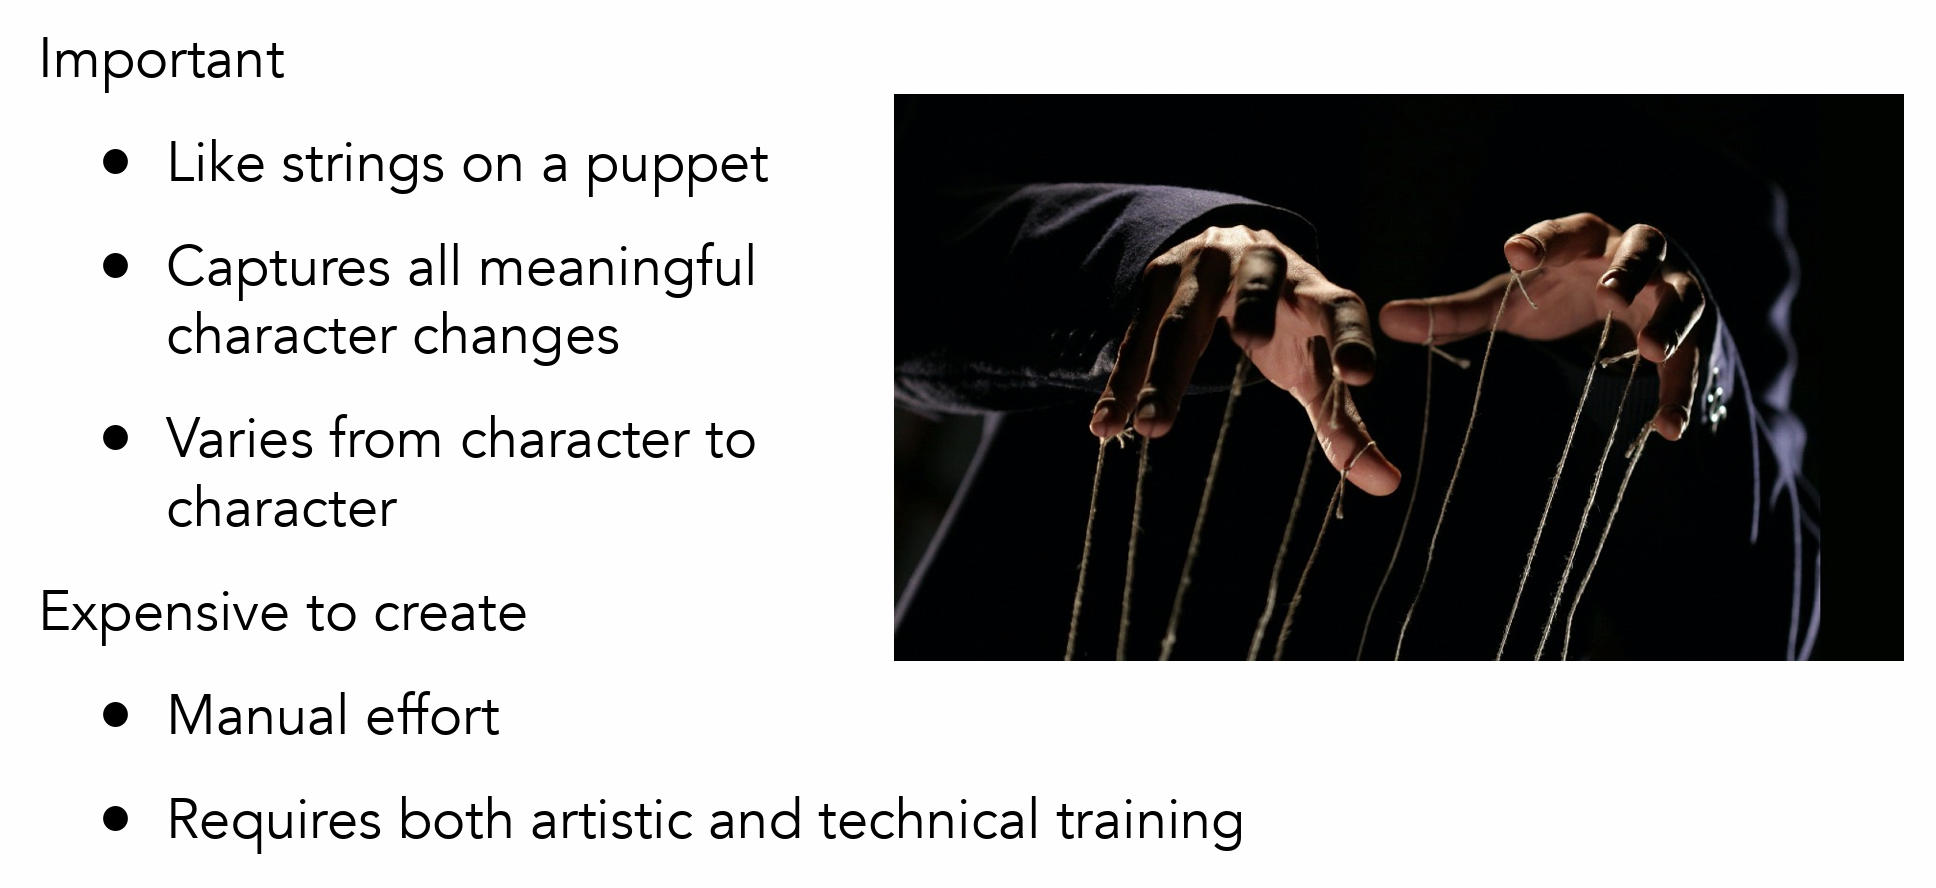 Important
● Like strings on a puppet
● Captures all meaningful
character changes
● Varies from character to
character
Expensive to create
● Manual effort
● Requires both artistic and technical training